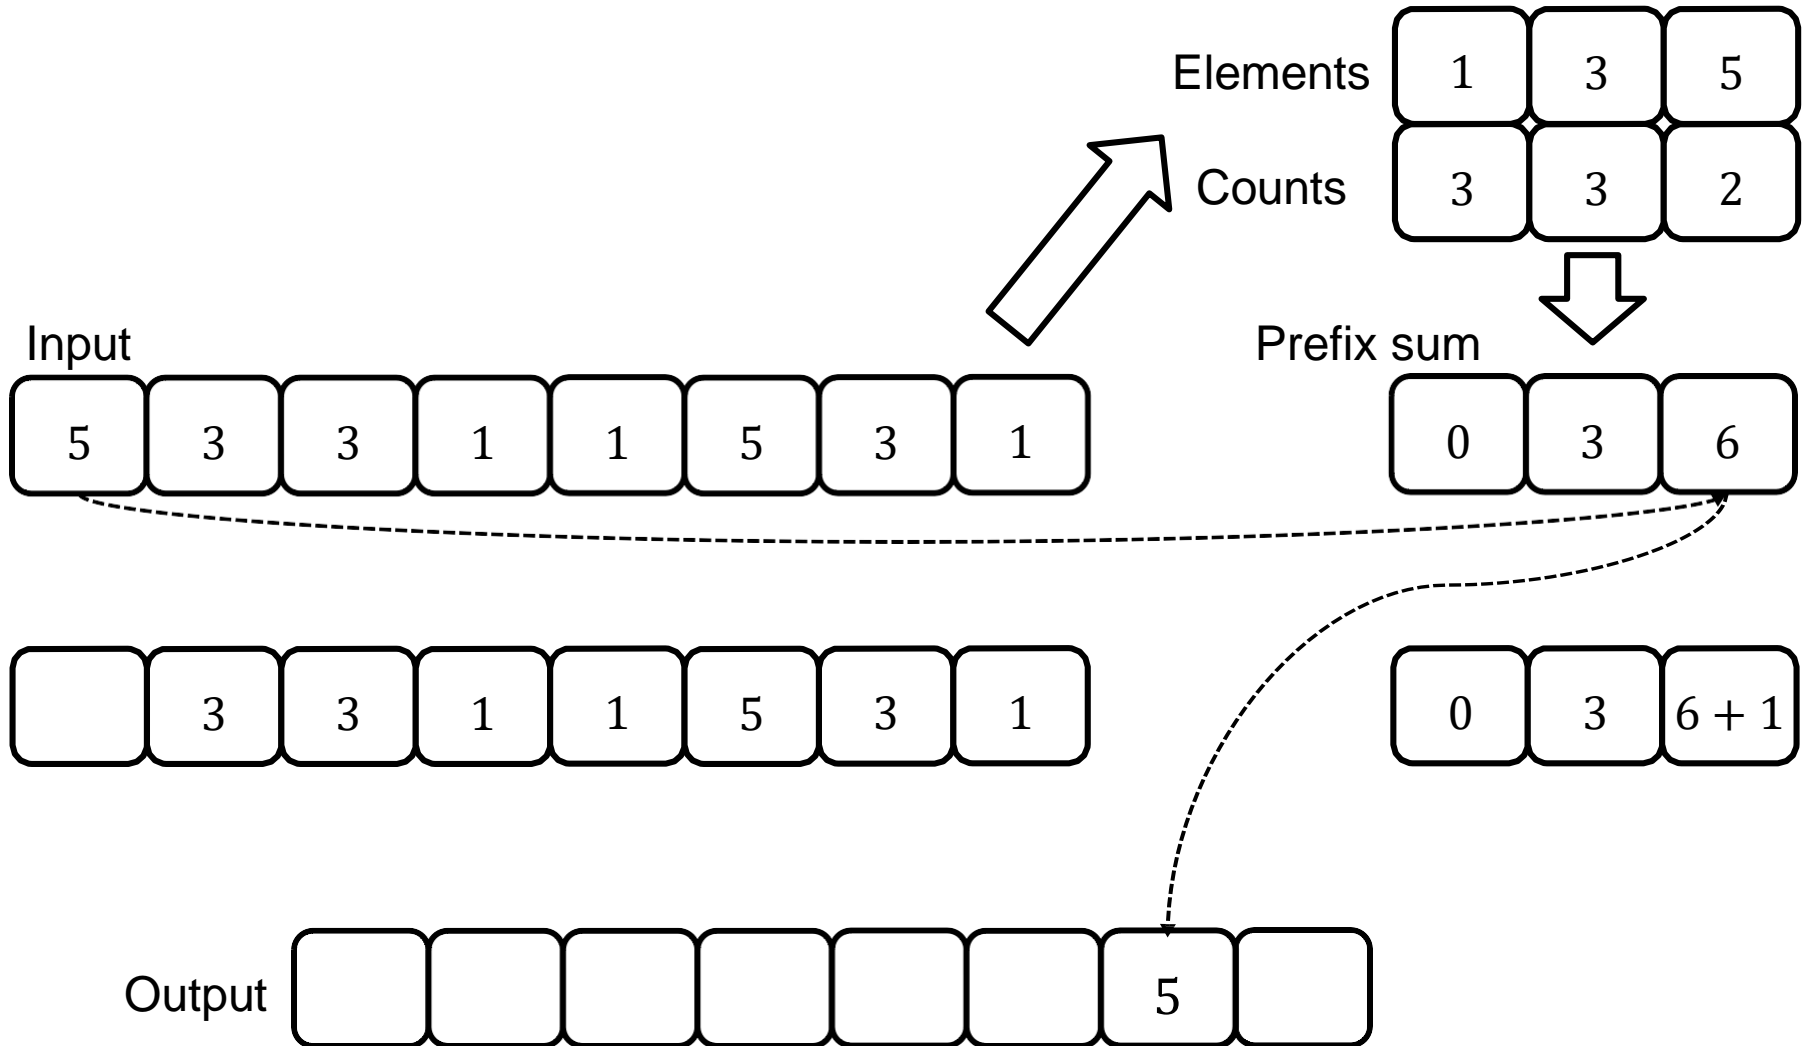 Elements 1 3 5
Counts 3 3 2
Input
Prefix sum
5 3 3 1 1 5 3 1
0 3 6
3 3 1 1 5 3 1
0 3 6 + 1
Output 5